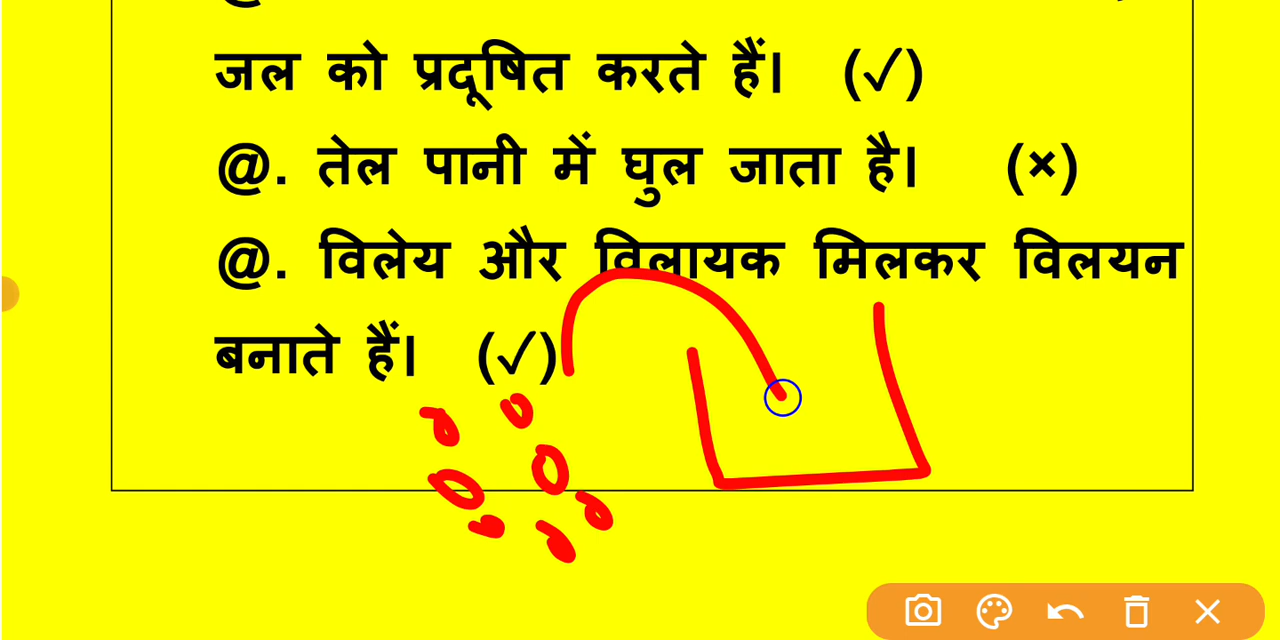 जल को प्रदूषित करते हैं। (✓)
@. तेल पानी में घुल जाता है। (×)
@. विलेय और विलायक मिलकर विलयन
बनाते हैं। (✓)